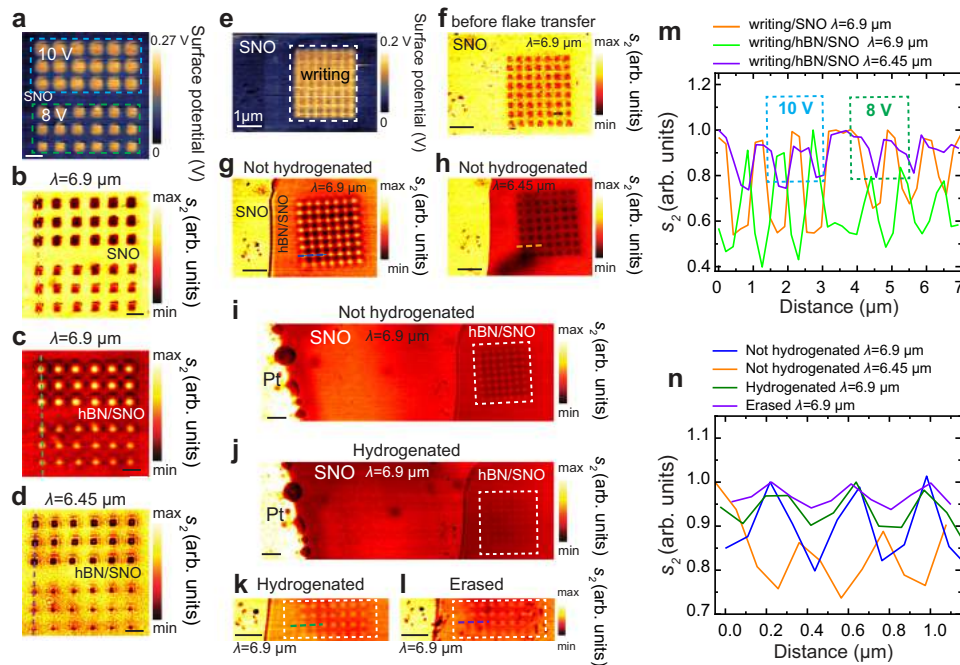 a
10 V
SNO
8 V
0.27 V
0
Surface potential (V)
b
λ=6.9 µm
SNO
max
min
s2 (arb. units)
c
λ=6.9 µm
hBN/SNO
max
min
s2 (arb. units)
d
λ=6.45 µm
hBN/SNO
max
min
s2 (arb. units)
e
SNO
writing
1µm
0.2 V
0
Surface potential (V)
f before flake transfer
SNO λ=6.9 µm
max
min
s2 (arb. units)
g Not hydrogenated
λ=6.9 µm
SNO
hBN/SNO
max
min
s2 (arb. units)
h Not hydrogenated
λ=6.45 µm
SNO
hBN/SNO
max
min
s2 (arb. units)
i
Not hydrogenated
SNO λ=6.9 µm
hBN/SNO
Pt
max
min
s2 (arb. units)
j
Hydrogenated
SNO λ=6.9 µm
hBN/SNO
Pt
max
min
s2 (arb. units)
k Hydrogenated
λ=6.9 µm
l Erased
λ=6.9 µm
max
min
s2 (arb. units)
m
writing/SNO λ=6.9 µm
writing/hBN/SNO λ=6.9 µm
writing/hBN/SNO λ=6.45 µm
10 V
8 V
1.2
1.0
0.8
0.6
0.4
s2 (arb. units)
0 1 2 3 4 5 6 7
Distance (µm)
n
Not hydrogenated λ=6.9 µm
Not hydrogenated λ=6.45 µm
Hydrogenated λ=6.9 µm
Erased λ=6.9 µm
1.1
1.0
0.9
0.8
0.7
s2 (arb. units)
0.0 0.2 0.4 0.6 0.8 1.0
Distance (µm)